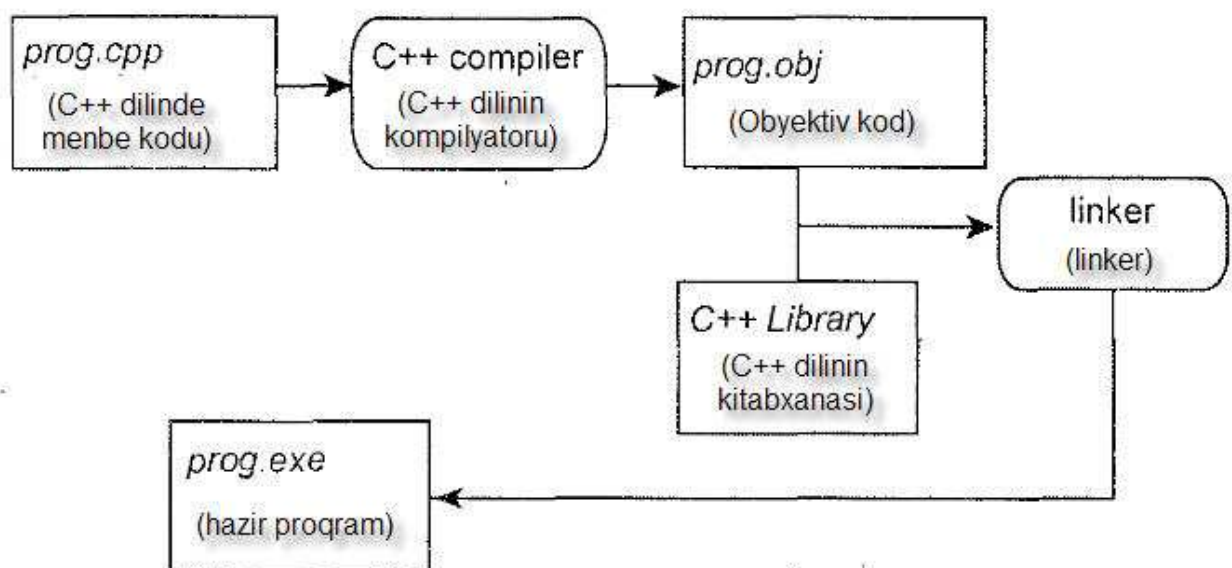 prog.cpp
(C++ dilinde
menbe kodu)
C++ compiler
(C++ dilinin
kompilyatoru)
prog.obj
(Obyektiv kod)
linker
(linker)
C++ Library
(C++ dilinin
kitabxanasi)
prog.exe
(hazir proqram)